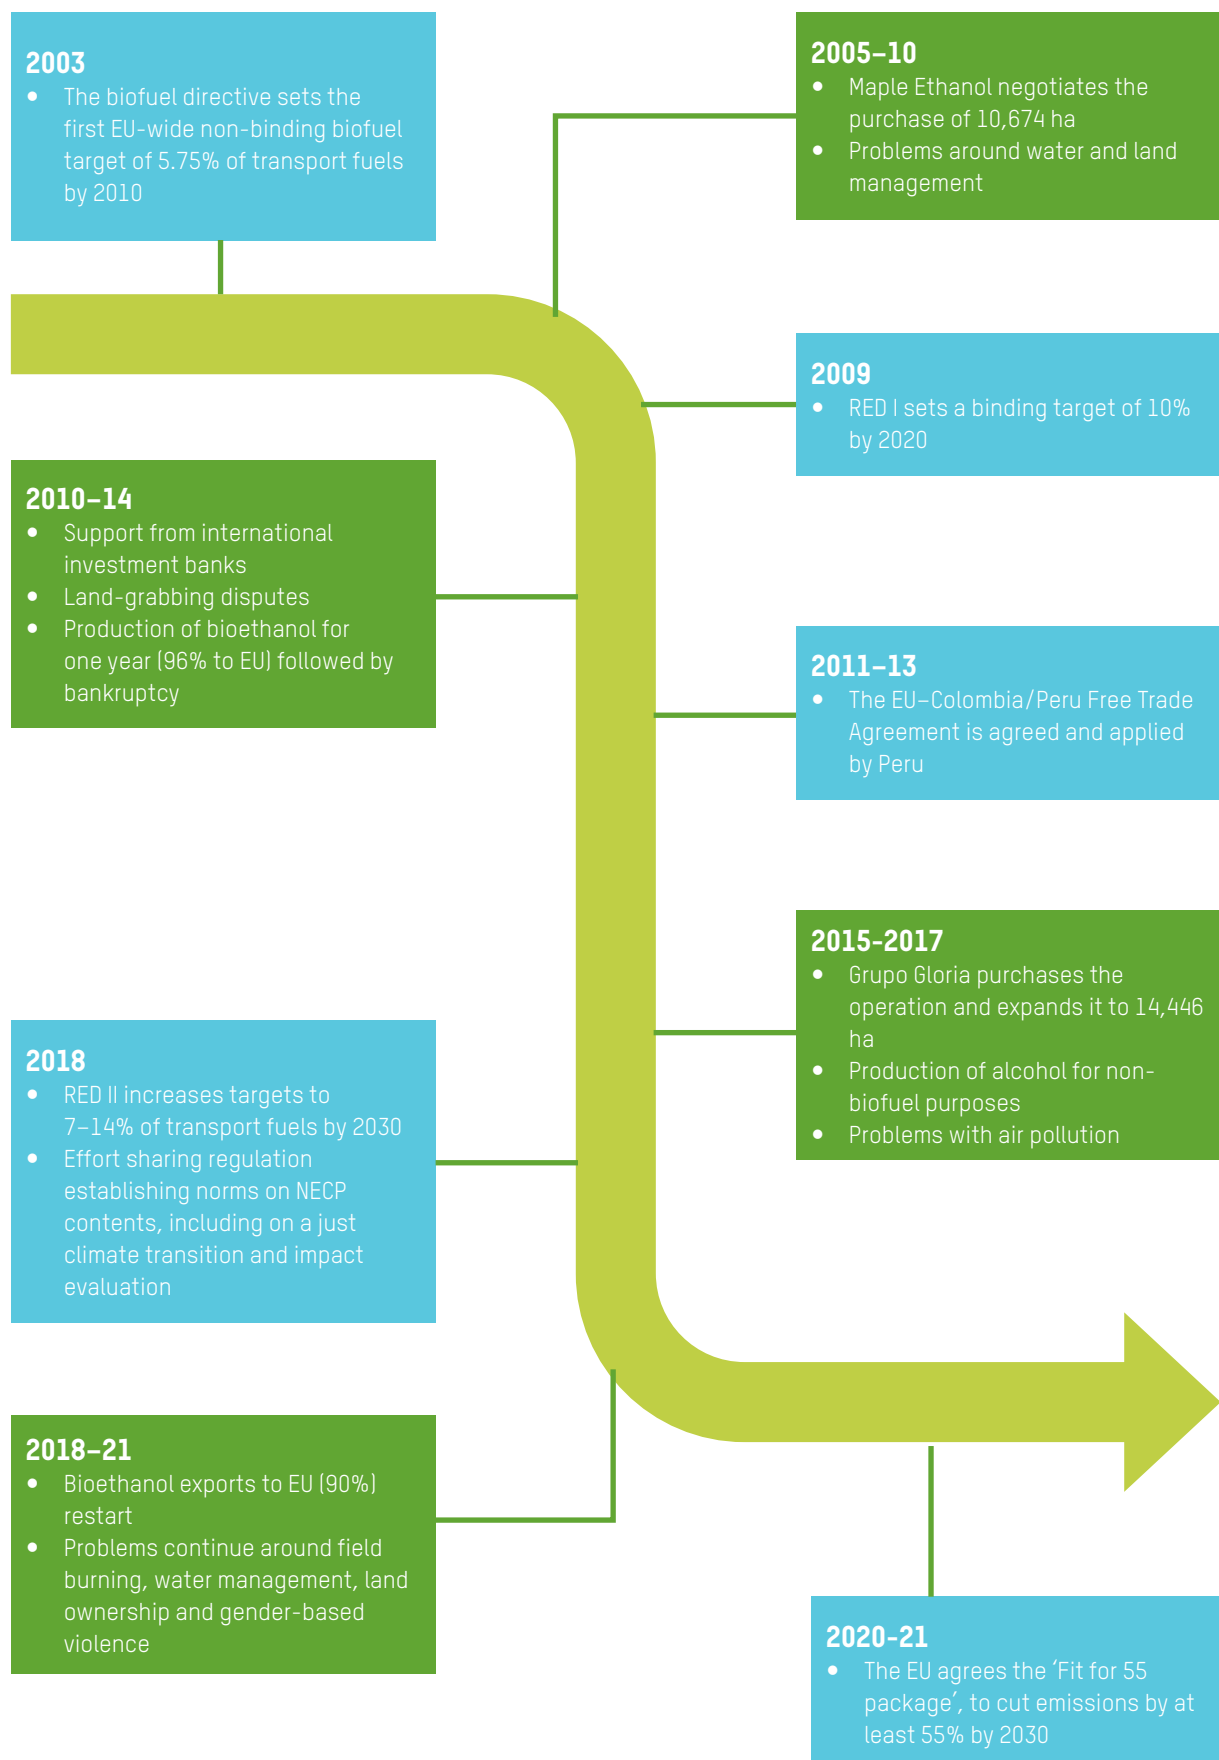 2003
• The biofuel directive sets the
first EU-wide non-binding biofuel
target of 5.75% of transport fuels
by 2010
2005–10
• Maple Ethanol negotiates the
purchase of 10,674 ha
• Problems around water and land
management
2009
• RED I sets a binding target of 10%
by 2020
2010–14
• Support from international
investment banks
• Land-grabbing disputes
• Production of bioethanol for
one year (96% to EU) followed by
bankruptcy
2011–13
• The EU–Colombia/Peru Free Trade
Agreement is agreed and applied
by Peru
2015-2017
• Grupo Gloria purchases the
operation and expands it to 14,446
ha
• Production of alcohol for non-
biofuel purposes
• Problems with air pollution
2018
• RED II increases targets to
7–14% of transport fuels by 2030
• Effort sharing regulation
establishing norms on NECP
contents, including on a just
climate transition and impact
evaluation
2018–21
• Bioethanol exports to EU (90%)
restart
• Problems continue around field
burning, water management, land
ownership and gender-based
violence
2020-21
• The EU agrees the ‘Fit for 55
package’, to cut emissions by at
least 55% by 2030